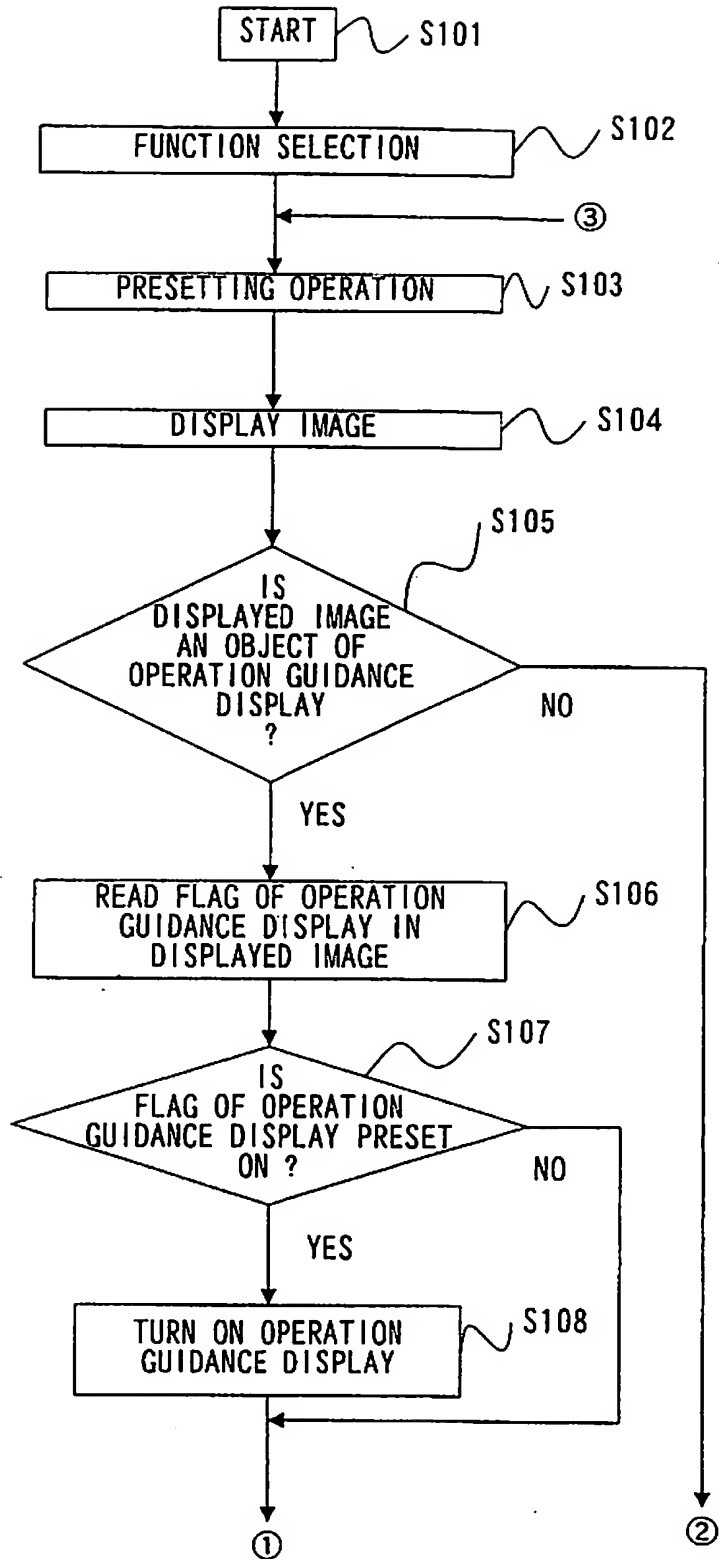 START
S101
FUNCTION SELECTION
S102
③
PRESETTING OPERATION
S103
DISPLAY IMAGE
S104
S105
IS
DISPLAYED IMAGE
AN OBJECT OF
OPERATION GUIDANCE
DISPLAY
?
NO
YES
READ FLAG OF OPERATION
GUIDANCE DISPLAY IN
DISPLAYED IMAGE
S106
S107
IS
FLAG OF OPERATION
GUIDANCE DISPLAY PRESET
ON ?
NO
YES
TURN ON OPERATION
GUIDANCE DISPLAY
S108
①
②